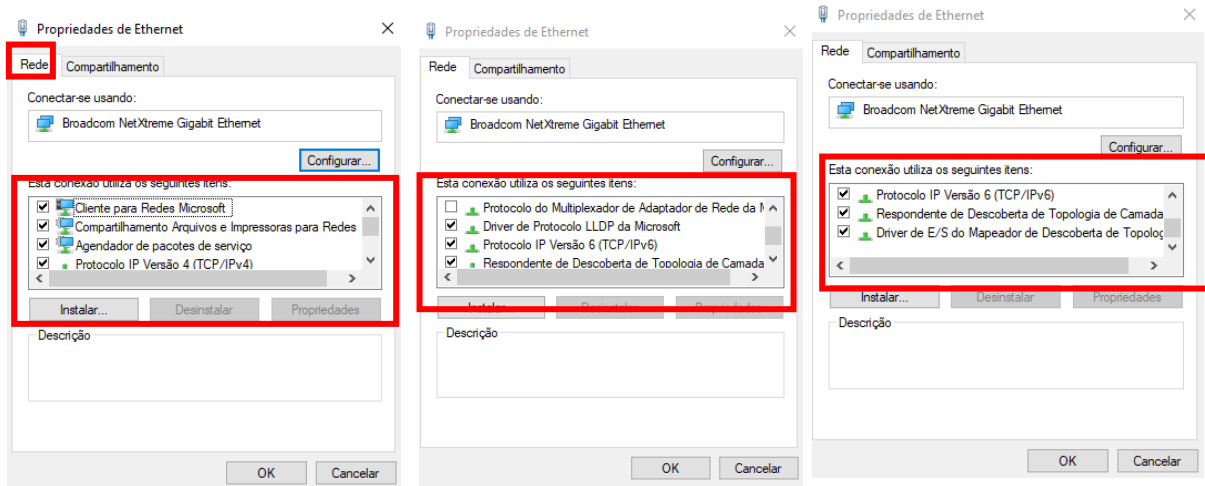 Propriedades de Ethernet
Rede Compartilhamento
Conectar-se usando:
Broadcom NetXtreme Gigabit Ethernet
Configurar...
Esta conexão utiliza os seguintes itens:
Cliente para Redes Microsoft
Compartilhamento Arquivos e Impressoras para Redes
Agendador de pacotes de serviço
Protocolo IP Versão 4 (TCP/IPv4)
Instalar... Desinstalar Propriedades
Descrição
OK Cancelar
Propriedades de Ethernet
Rede Compartilhamento
Conectar-se usando:
Broadcom NetXtreme Gigabit Ethernet
Configurar...
Esta conexão utiliza os seguintes itens:
Protocolo do Multiplexador de Adaptador de Rede da
Driver de Protocolo LLDP da Microsoft
Protocolo IP Versão 6 (TCP/IPv6)
Respondente de Descoberta de Topologia de Camada
Instalar... Desinstalar Propriedades
Descrição
OK Cancelar
Propriedades de Ethernet
Rede Compartilhamento
Conectar-se usando:
Broadcom NetXtreme Gigabit Ethernet
Configurar...
Esta conexão utiliza os seguintes itens:
Protocolo IP Versão 6 (TCP/IPv6)
Respondente de Descoberta de Topologia de Camada
Driver de E/S do Mapeador de Descoberta de Topolog
Instalar... Desinstalar Propriedades
Descrição
OK Cancelar